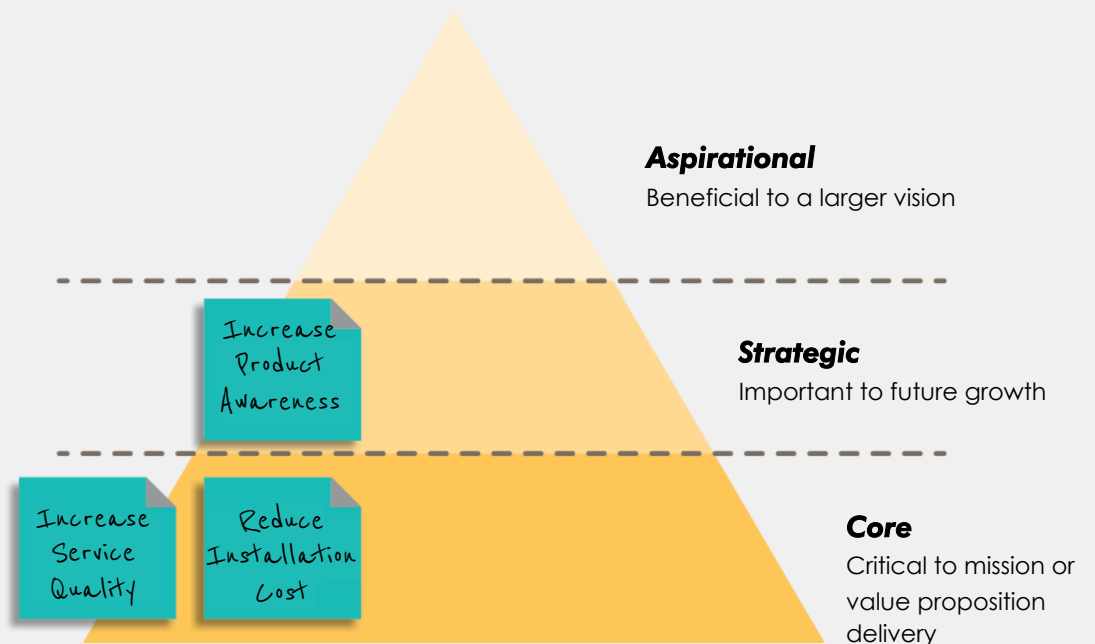 Aspirational
Beneficial to a larger vision
Increase
Product
Awareness
Strategic
Important to future growth
Increase
Service
Quality
Reduce
Installation
Cost
Core
Critical to mission or
value proposition
delivery